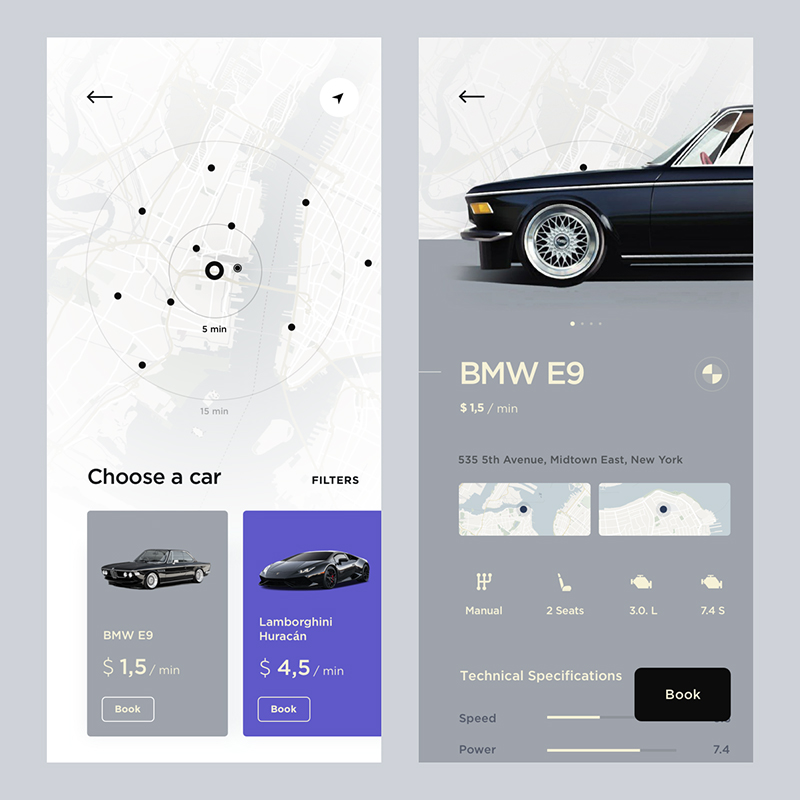 5 min
15 min
Choose a car
FILTERS
BMW E9
$ 1,5 / min
Book
Lamborghini
Huracán
$ 4,5 / min
Book
BMW E9
$ 1,5 / min
535 5th Avenue, Midtown East, New York
Manual
2 Seats
3.0. L
7.4 S
Technical Specifications
Book
Speed
Power
7.4